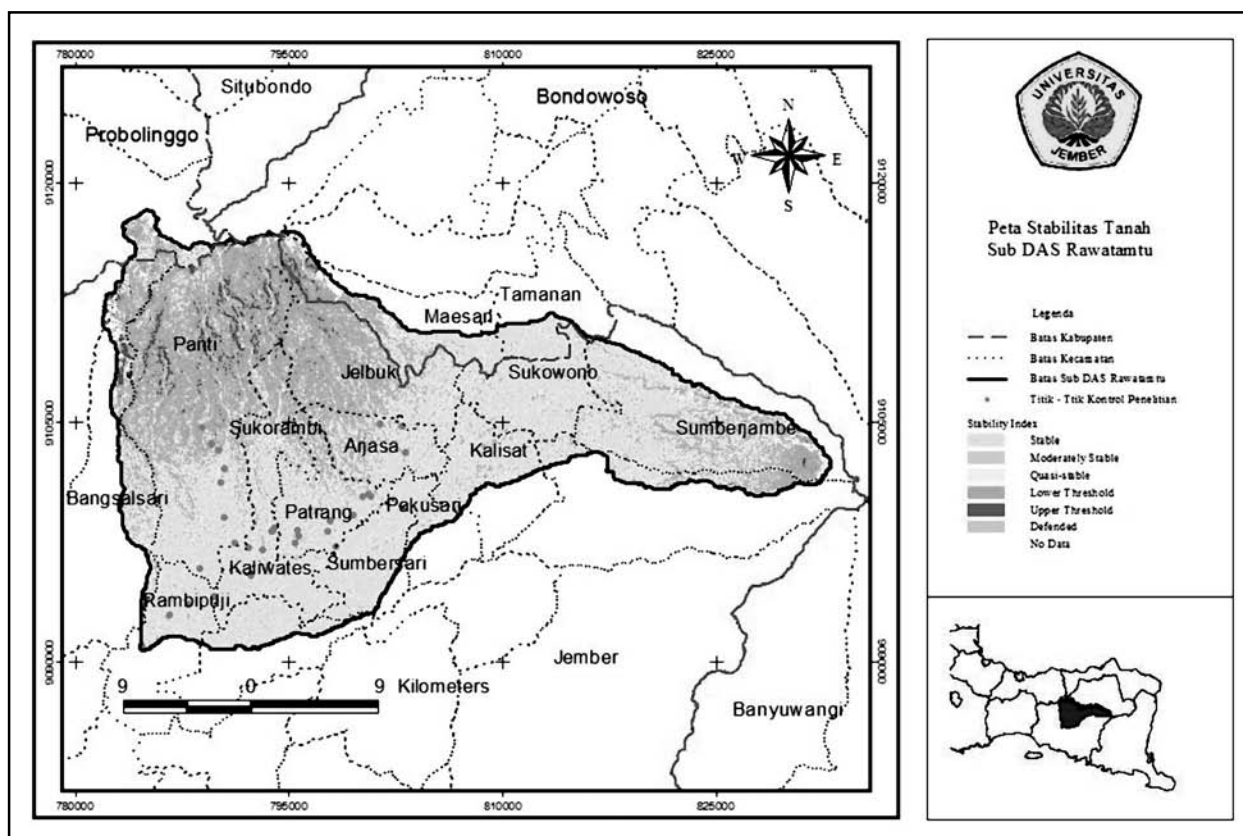 780000 795000 810000 825000
Situbondo
Bondowoso
Probolinggo
N
W E
S
9120000 9120000
Tamanan
Maesari
Panti
Jelbuk
Sukowono
9105000 9105000
Sukorambi
Arjasa
Sumberjambe
Kalisat
Bangsalsari
Patrang
Pakusari
Kaliwates
Sumbersari
Rambipuji
Jember
9 0 9 Kilometers
Banyuwangi
9090000 9090000
780000 795000 810000 825000
UNIVERSITAS
JEMBER
Peta Stabilitas Tanah
Sub DAS Rawatamtu
Legenda
Batas Kabupaten
Batas Kecamatan
Batas Sub DAS Rawatamtu
Titik - Titik Kontrol Penelitian
Stability Index
Stable
Moderately Stable
Quasi-stable
Lower Threshold
Upper Threshold
Defended
No Data